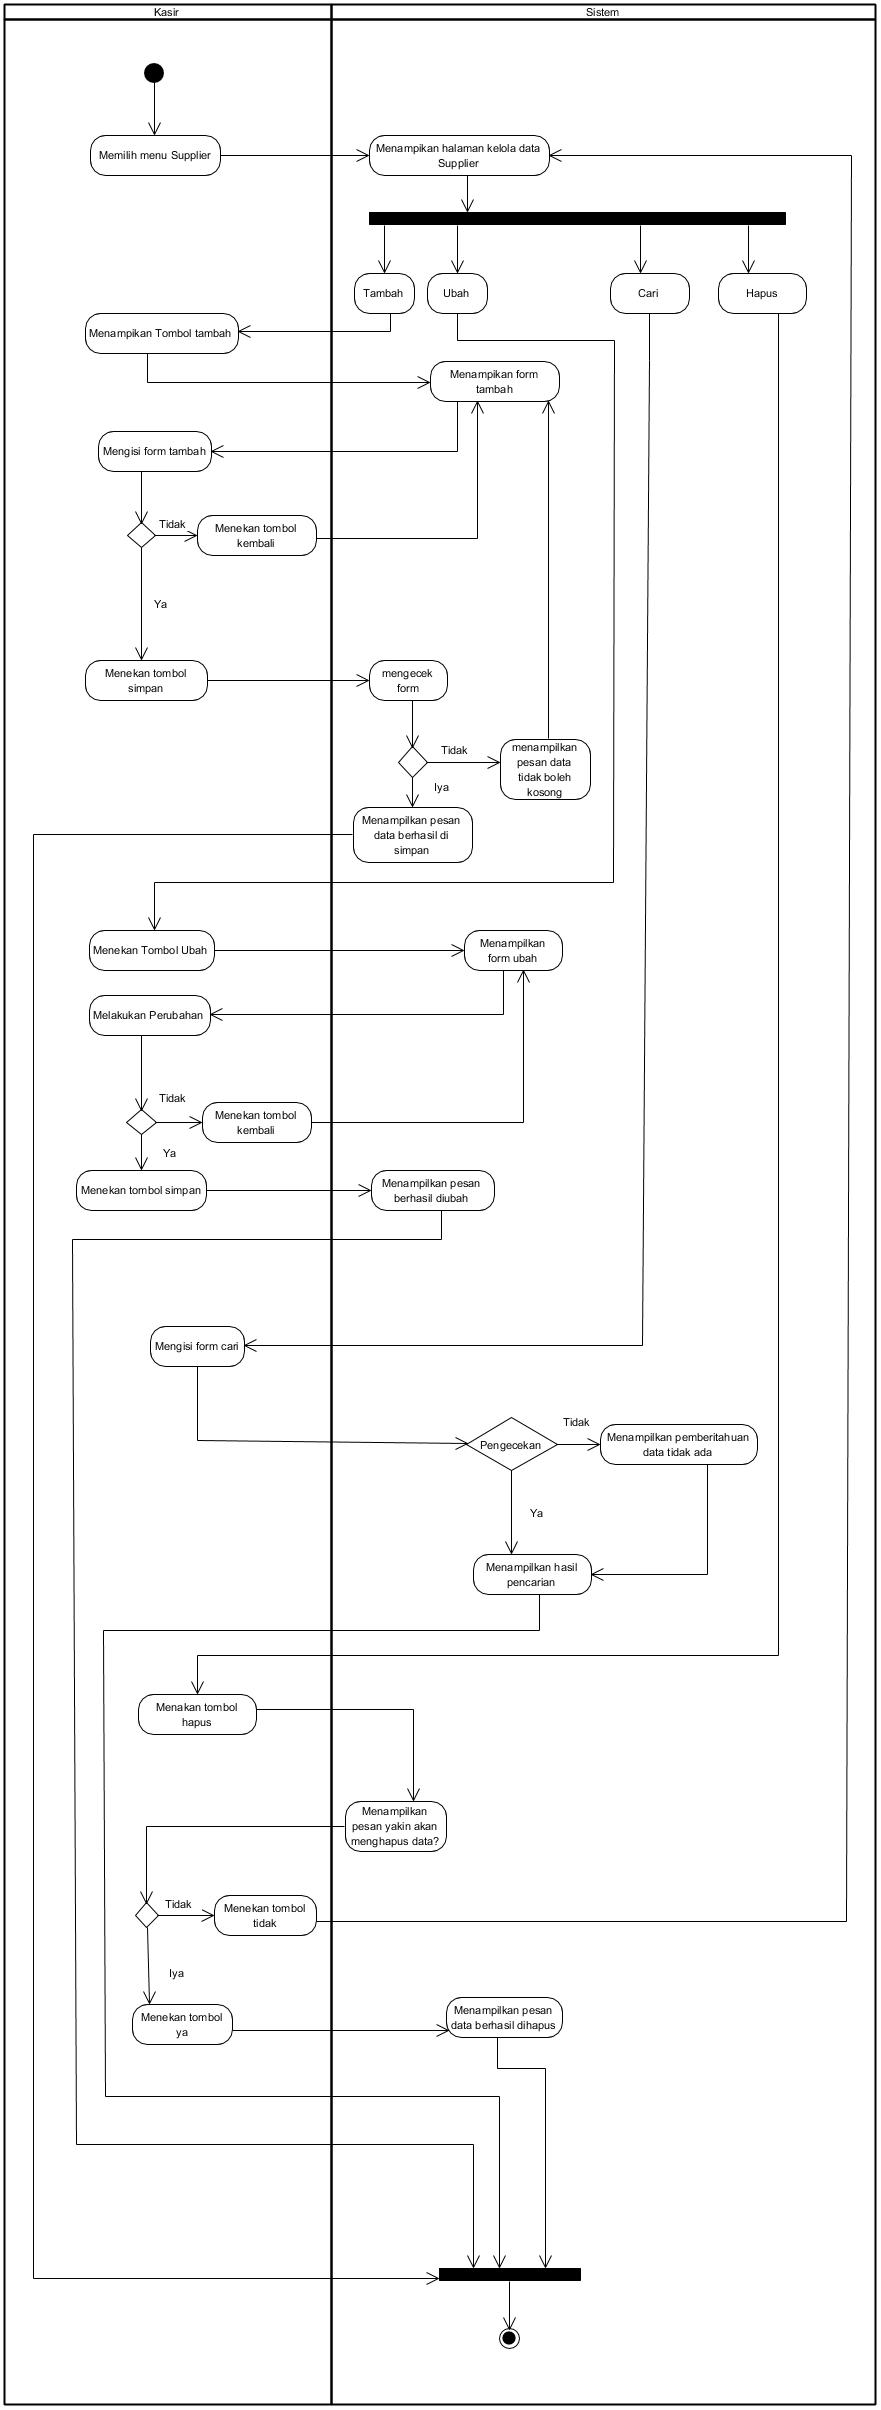 Kasir
Sistem
Memilih menu Supplier
Menampikan halaman kelola data
Supplier
Tambah
Ubah
Cari
Hapus
Menampikan Tombol tambah
Menampikan form
tambah
Mengisi form tambah
Tidak
Menekan tombol
kembali
Ya
Menekan tombol
simpan
mengecek
form
Tidak
menampilkan
pesan data
tidak boleh
kosong
Iya
Menampilkan pesan
data berhasil di
simpan
Menekan Tombol Ubah
Menampilkan
form ubah
Melakukan Perubahan
Tidak
Menekan tombol
kembali
Ya
Menekan tombol simpan
Menampilkan pesan
berhasil diubah
Mengisi form cari
Pengecekan
Tidak
Menampilkan pemberitahuan
data tidak ada
Ya
Menampilkan hasil
pencarian
Menakan tombol
hapus
Menampilkan
pesan yakin akan
menghapus data?
Tidak
Menekan tombol
tidak
Iya
Menekan tombol
ya
Menampilkan pesan
data berhasil dihapus